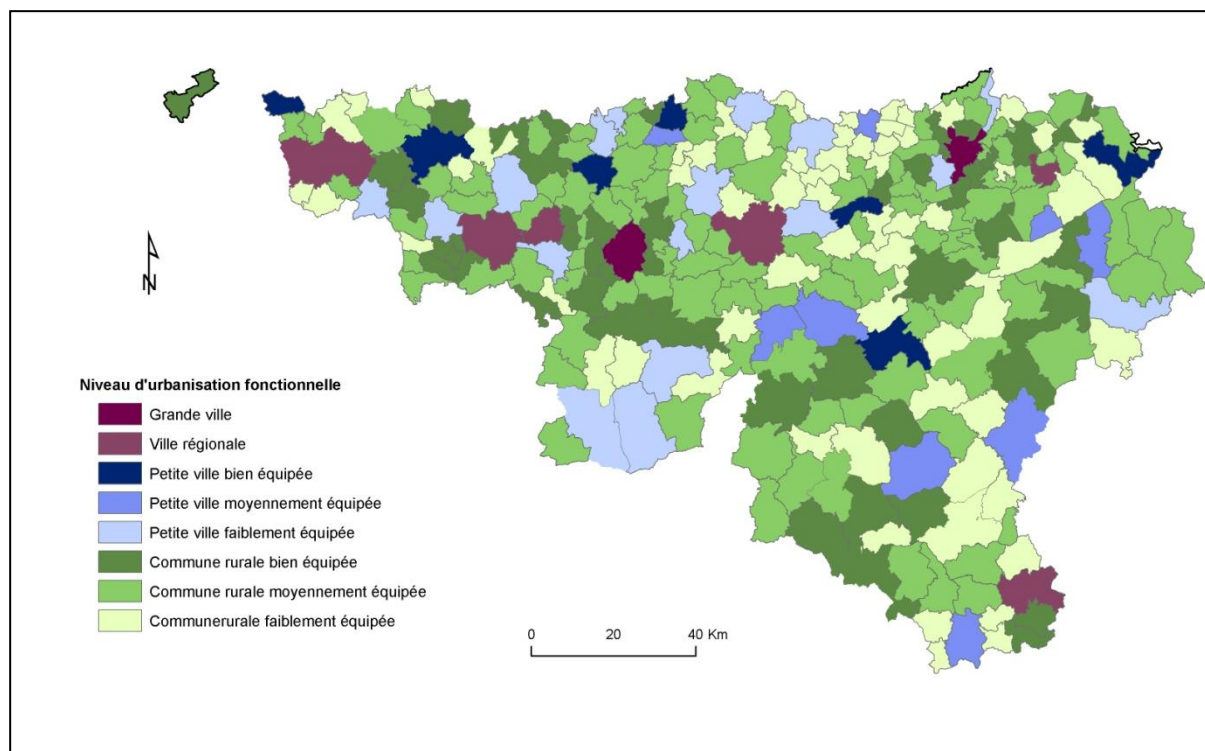 N
Niveau d'urbanisation fonctionnelle
Grande ville
Ville régionale
Petite ville bien équipée
Petite ville moyennement équipée
Petite ville faiblement équipée
Commune rurale bien équipée
Commune rurale moyennement équipée
Communerurale faiblement équipée
0 20 40 Km